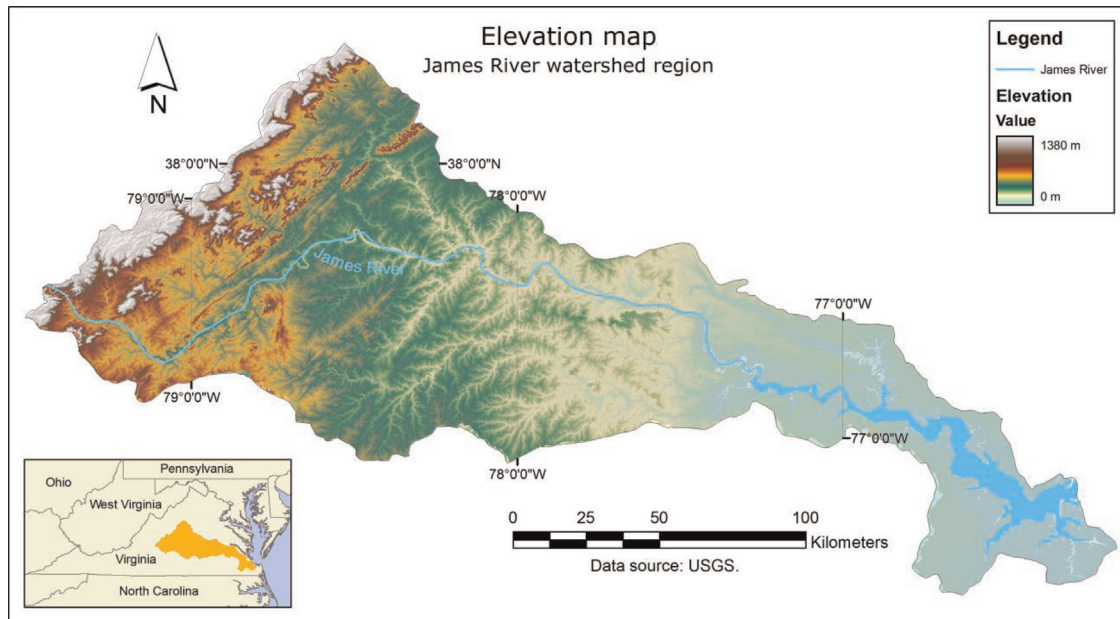 Elevation map
James River watershed region
N
Legend
James River
Elevation
Value
1380 m
0 m
38°0'0"N
38°0'0"N
79°0'0"W
78°0'0"W
James River
77°0'0"W
79°0'0"W
77°0'0"W
78°0'0"W
Pennsylvania
Ohio
West Virginia
Virginia
North Carolina
0 25 50 100
Kilometers
Data source: USGS.